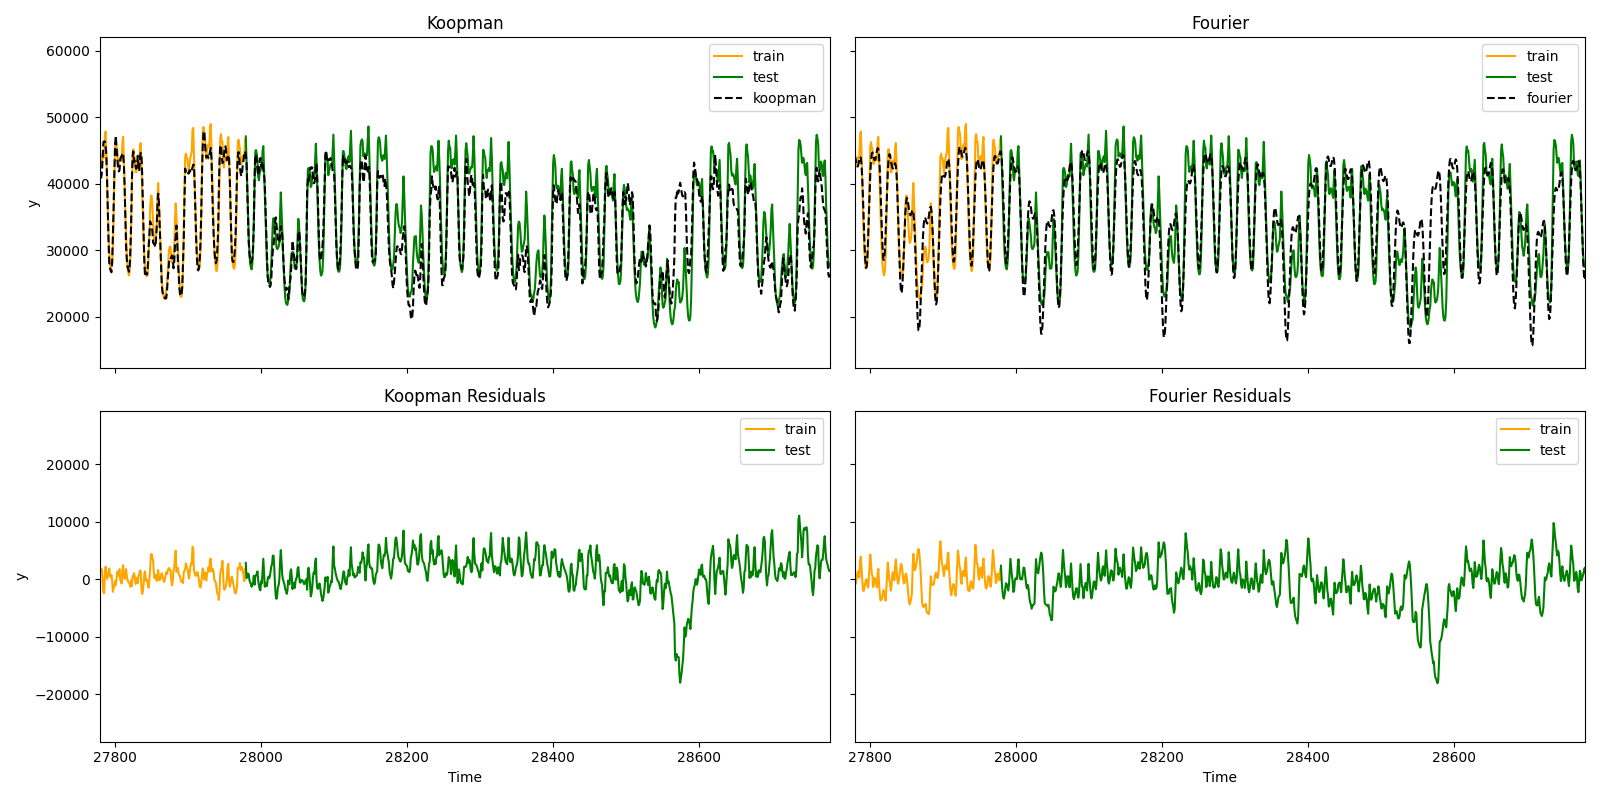 Koopman
Fourier
60000
50000
40000
30000
20000
y
train
test
koopman
train
test
fourier
Koopman Residuals
Fourier Residuals
20000
10000
0
−10000
−20000
y
train
test
train
test
27800
28000
28200
28400
28600
27800
28000
28200
28400
28600
Time
Time